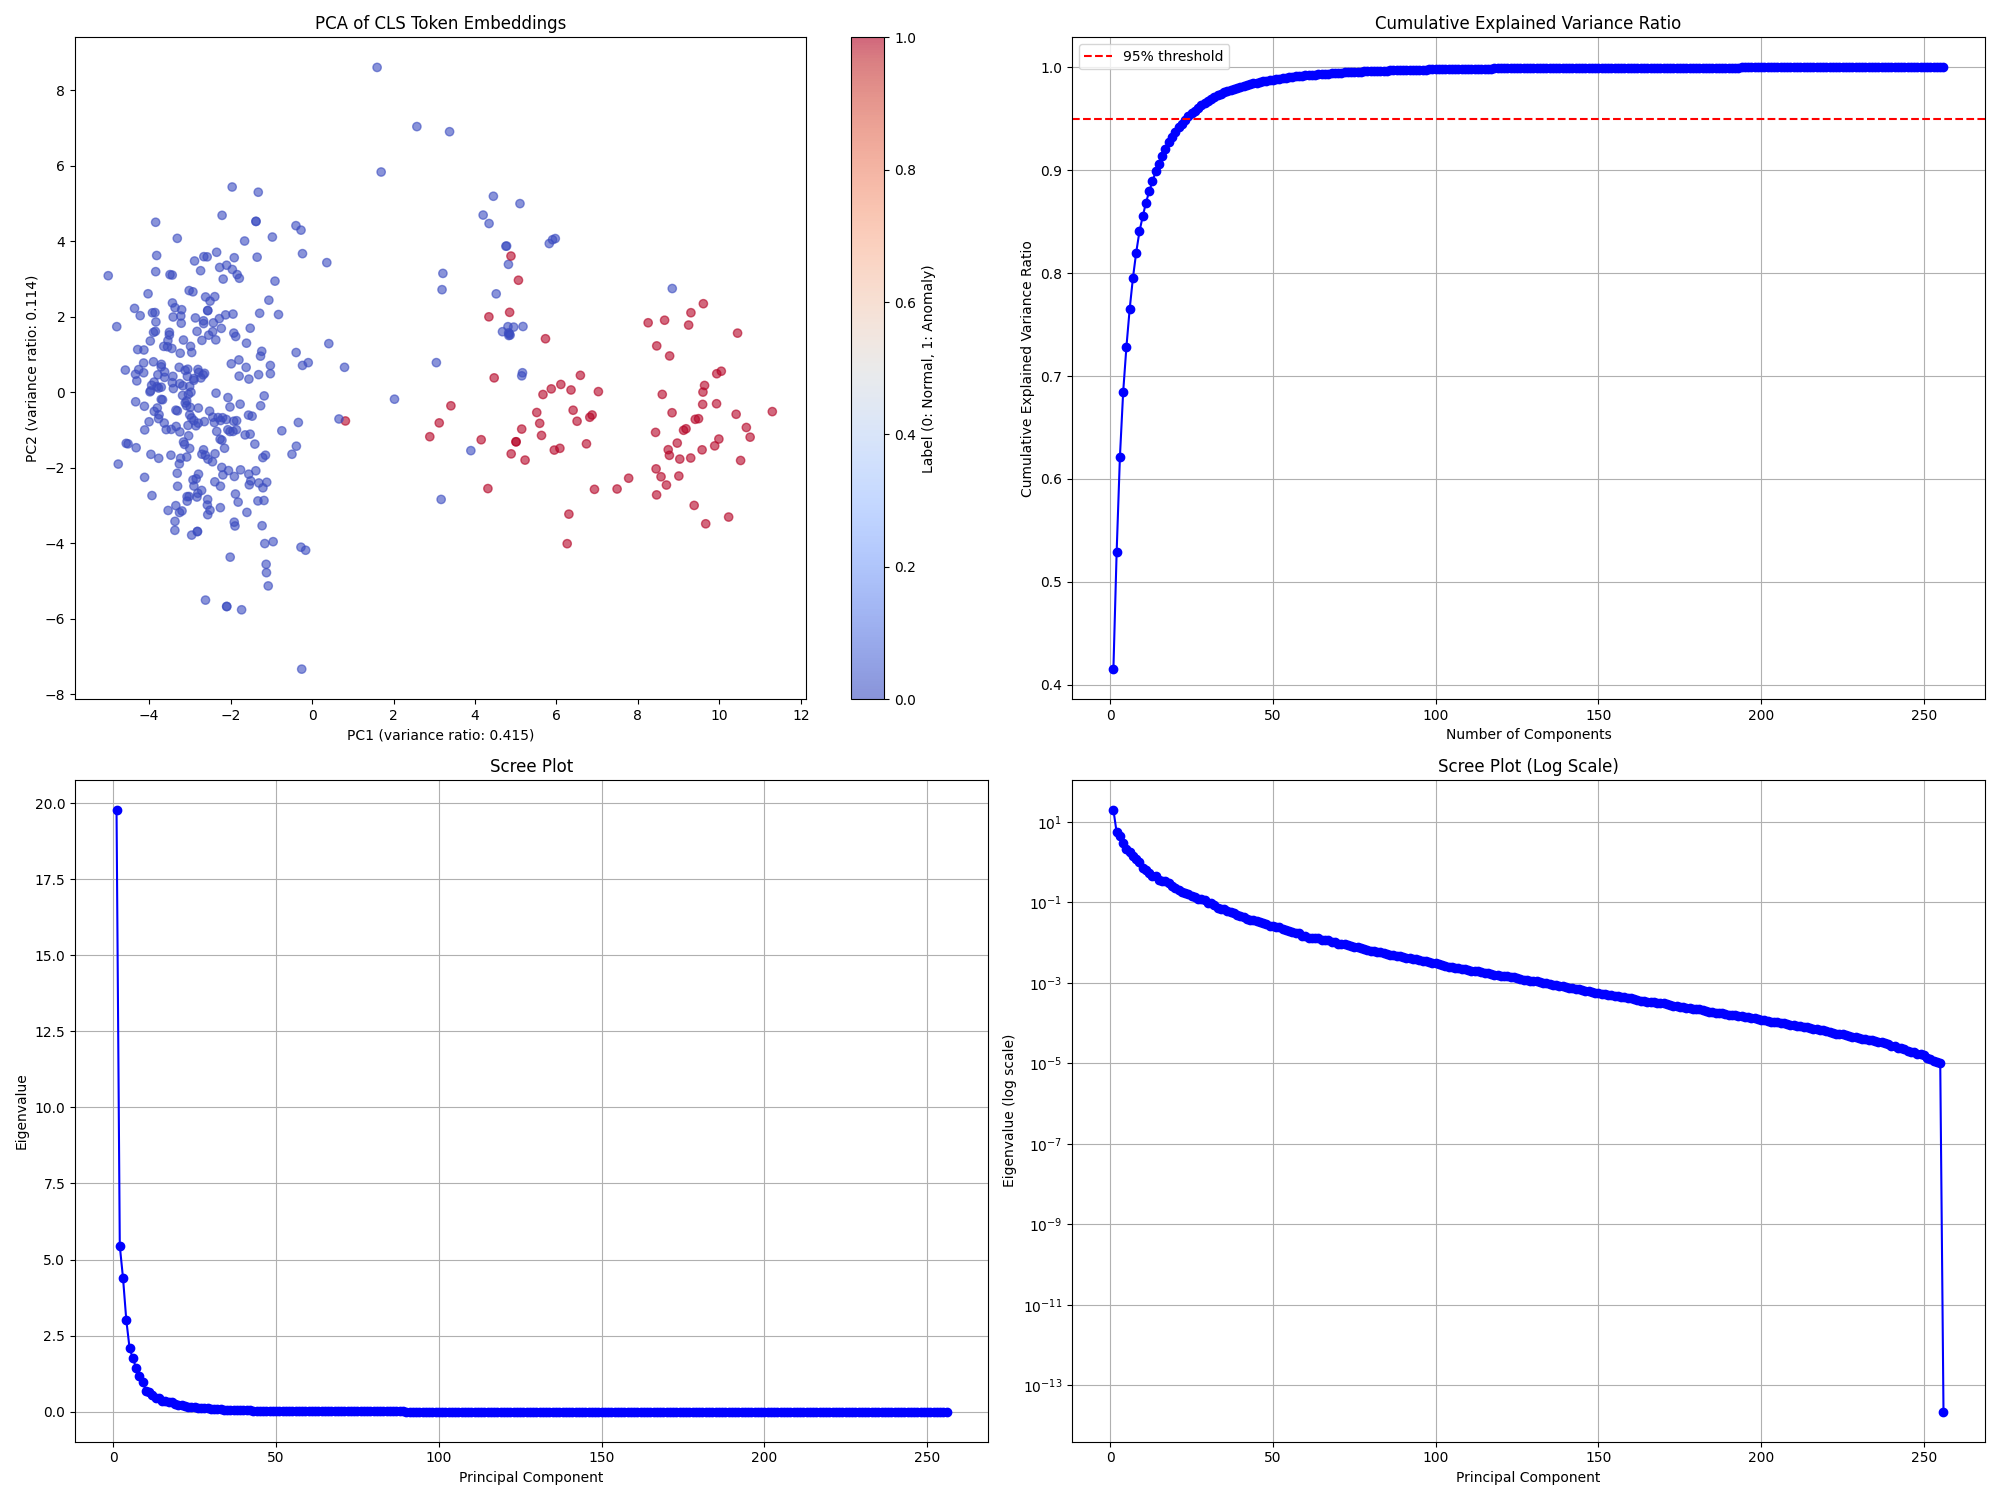 PCA of CLS Token Embeddings
8
6
4
2
0
−2
−4
−6
−8
PC2 (variance ratio: 0.114)
−4 −2 0 2 4 6 8 10 12
PC1 (variance ratio: 0.415)
1.0
0.8
0.6
0.4
0.2
0.0
Label (0: Normal, 1: Anomaly)
Cumulative Explained Variance Ratio
95% threshold
1.0
0.9
0.8
0.7
0.6
0.5
0.4
Cumulative Explained Variance Ratio
0 50 100 150 200 250
Number of Components
Scree Plot
20.0
17.5
15.0
12.5
10.0
7.5
5.0
2.5
0.0
Eigenvalue
0 50 100 150 200 250
Principal Component
Scree Plot (Log Scale)
10^1
10^−1
10^−3
10^−5
10^−7
10^−9
10^−11
10^−13
Eigenvalue (log scale)
0 50 100 150 200 250
Principal Component